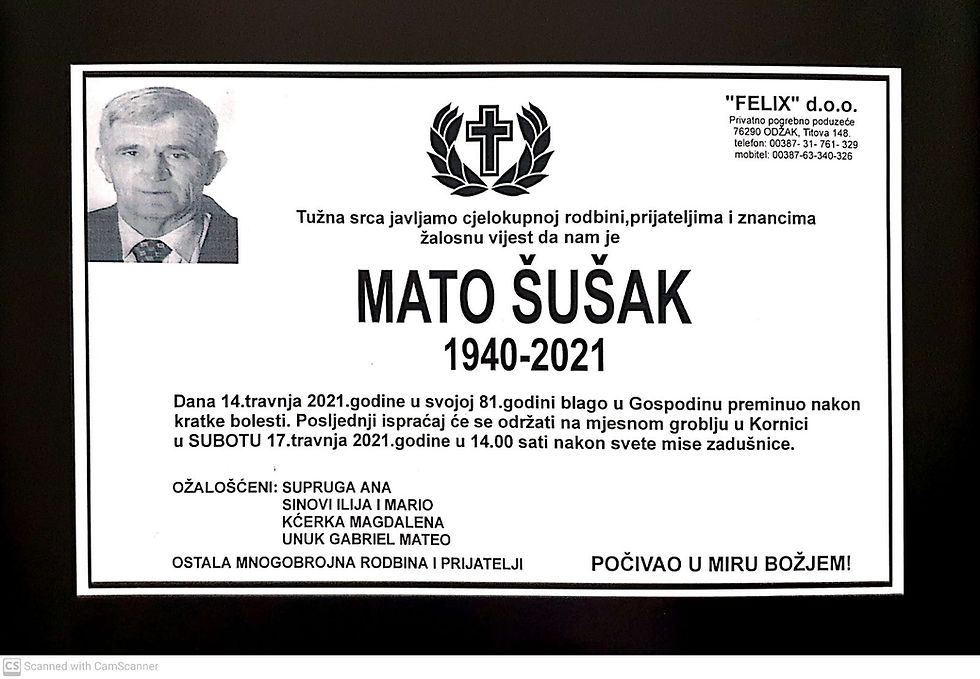 "FELIX" d.o.o.
Privatno pogrebno poduzeće
76290 ODŽAK, Titova 148.
telefon: 00387- 31- 761- 329
mobitel: 00387-63-340-326
Tužna srca javljamo cjelokupnoj rodbini,prijateljima i znancima
žalosnu vijest da nam je
MATO ŠUŠAK
1940-2021
Dana 14.travnja 2021.godine u svojoj 81.godini blago u Gospodinu preminuo nakon
kratke bolesti. Posljednji ispraćaj će se održati na mjesnom groblju u Kornici
u SUBOTU 17.travnja 2021.godine u 14.00 sati nakon svete mise zadušnice.
OŽALOŠĆENI: SUPRUGA ANA
SINOVI ILIJA I MARIO
KĆERKA MAGDALENA
UNUK GABRIEL MATEO
OSTALA MNOGOBROJNA RODBINA I PRIJATELJI
POČIVAO U MIRU BOŽJEM!
CS Scanned with CamScanner